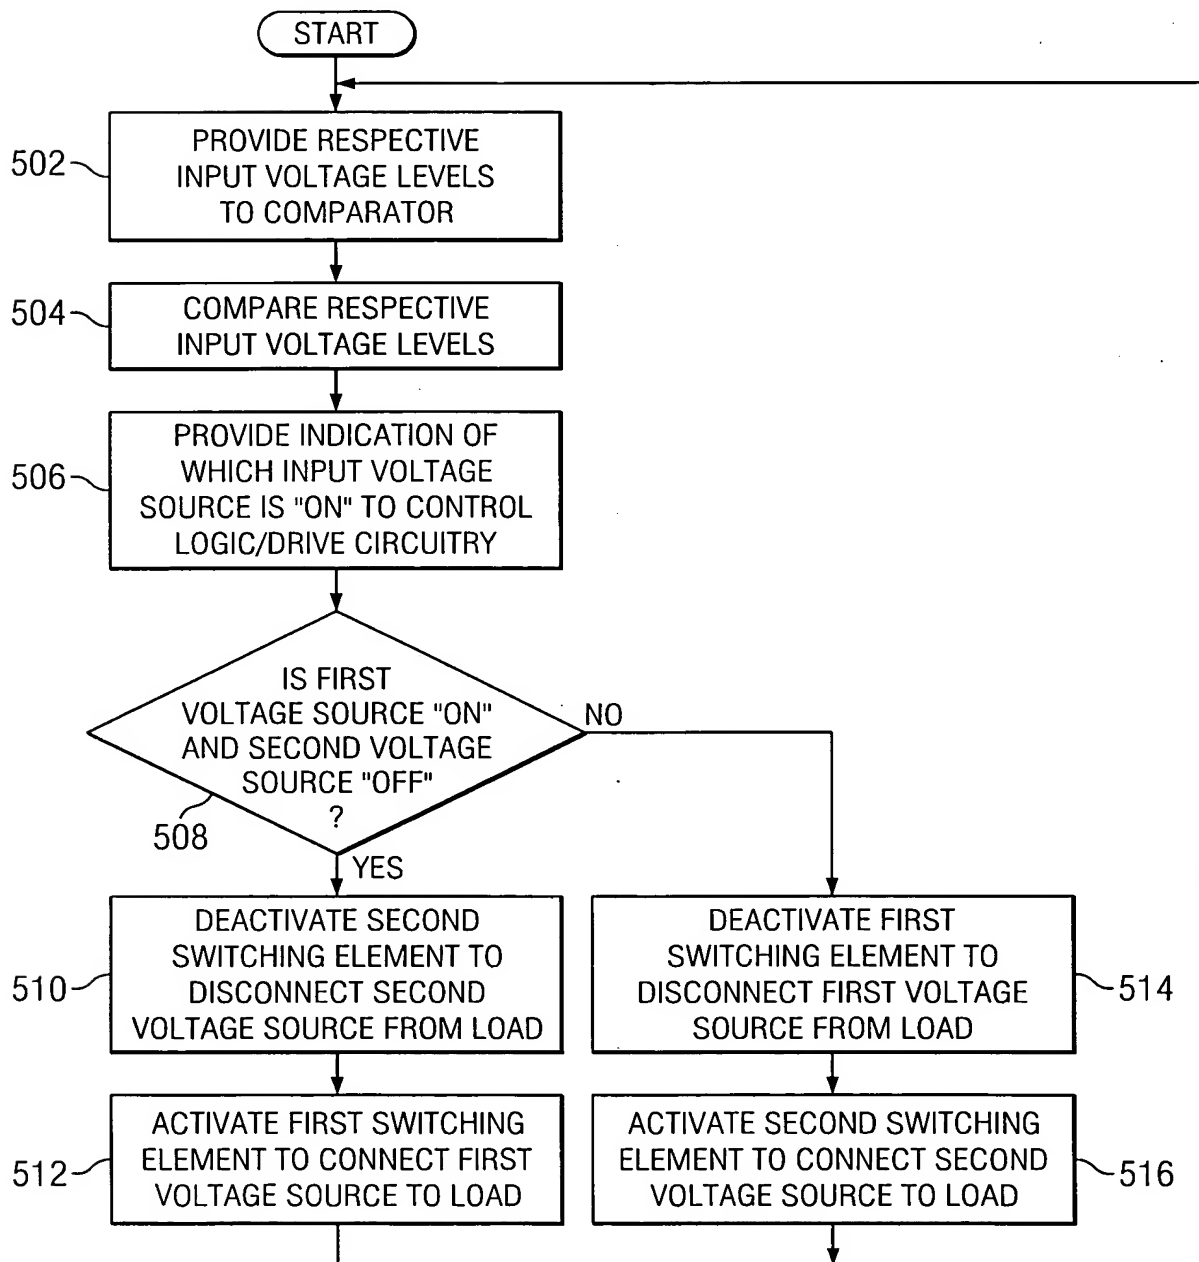 START
502
PROVIDE RESPECTIVE
INPUT VOLTAGE LEVELS
TO COMPARATOR
504
COMPARE RESPECTIVE
INPUT VOLTAGE LEVELS
506
PROVIDE INDICATION OF
WHICH INPUT VOLTAGE
SOURCE IS "ON" TO CONTROL
LOGIC/DRIVE CIRCUITRY
IS FIRST
VOLTAGE SOURCE "ON"
AND SECOND VOLTAGE
SOURCE "OFF"
?
508
NO
YES
510
DEACTIVATE SECOND
SWITCHING ELEMENT TO
DISCONNECT SECOND
VOLTAGE SOURCE FROM LOAD
DEACTIVATE FIRST
SWITCHING ELEMENT TO
DISCONNECT FIRST VOLTAGE
SOURCE FROM LOAD
514
512
ACTIVATE FIRST SWITCHING
ELEMENT TO CONNECT FIRST
VOLTAGE SOURCE TO LOAD
ACTIVATE SECOND SWITCHING
ELEMENT TO CONNECT SECOND
VOLTAGE SOURCE TO LOAD
516